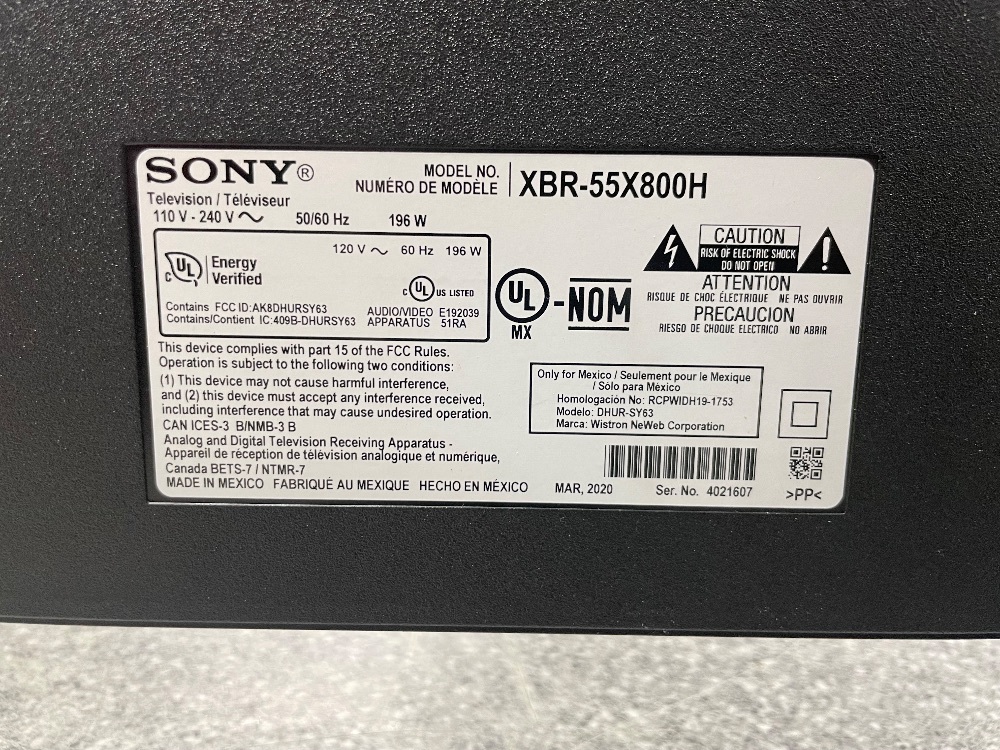 SONY®
MODEL NO.
NUMÉRO DE MODÈLE
XBR-55X800H
Television / Téléviseur
110 V - 240 V ~ 50/60 Hz 196 W
120 V ~ 60 Hz 196 W
c UL Energy
Verified
c UL US LISTED
Contains FCC ID:AK8DHURSY63
Contains/Contient IC:409B-DHURSY63
AUDIO/VIDEO E192039
APPARATUS 51RA
UL -NOM
MX
CAUTION
RISK OF ELECTRIC SHOCK
DO NOT OPEN
ATTENTION
RISQUE DE CHOC ÉLECTRIQUE NE PAS OUVRIR
PRECAUCION
RIESGO DE CHOQUE ELECTRICO NO ABRIR
This device complies with part 15 of the FCC Rules.
Operation is subject to the following two conditions:
(1) This device may not cause harmful interference,
and (2) this device must accept any interference received,
including interference that may cause undesired operation.
CAN ICES-3 B/NMB-3 B
Analog and Digital Television Receiving Apparatus -
Appareil de réception de télévision analogique et numérique,
Canada BETS-7 / NTMR-7
MADE IN MEXICO FABRIQUÉ AU MEXIQUE HECHO EN MÉXICO
Only for Mexico / Seulement pour le Mexique
/ Sólo para México
Homologación No: RCPWIDH19-1753
Modelo: DHUR-SY63
Marca: Wistron NeWeb Corporation
MAR, 2020
Ser. No. 4021607
>PP<